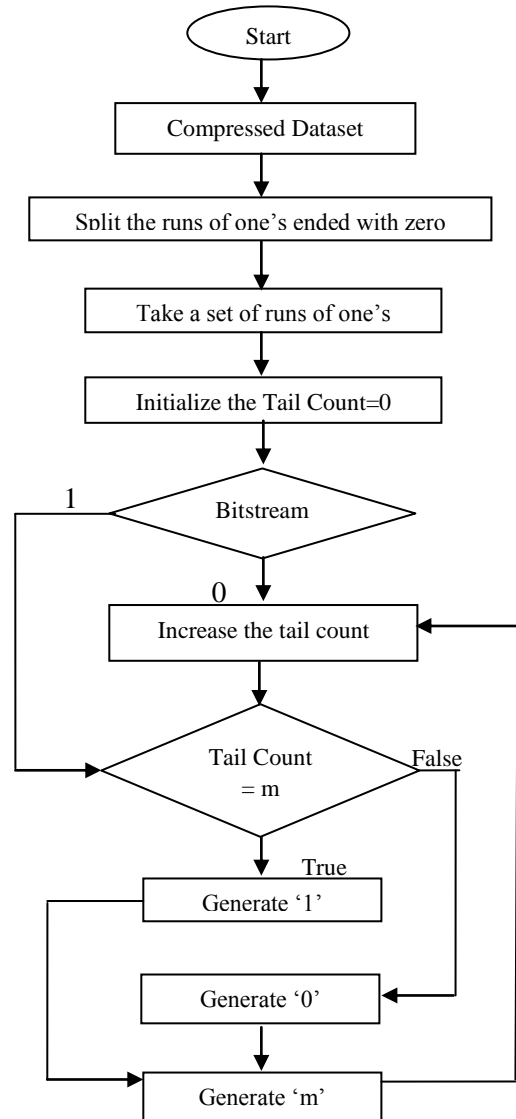 Start
Compressed Dataset
Split the runs of one’s ended with zero
Take a set of runs of one’s
Initialize the Tail Count=0
1
Bitstream
0
Increase the tail count
Tail Count
= m
False
True
Generate ‘1’
Generate ‘0’
Generate ‘m’